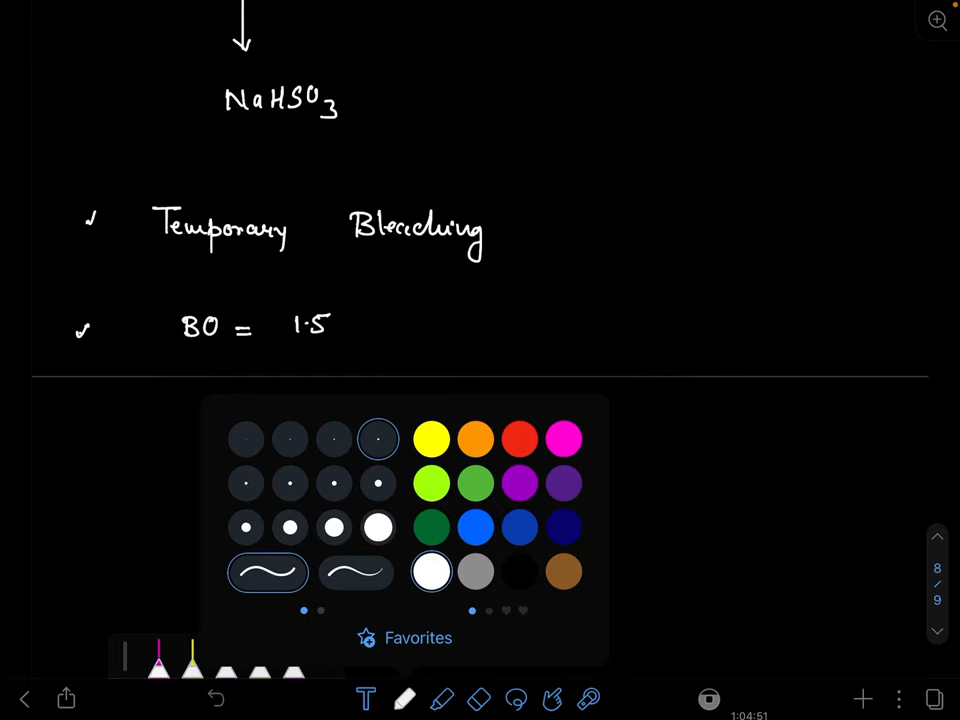 NaHSO3
Temporary Bleaching
BO = 1.5
Favorites
8
/
9
T
1:04:51